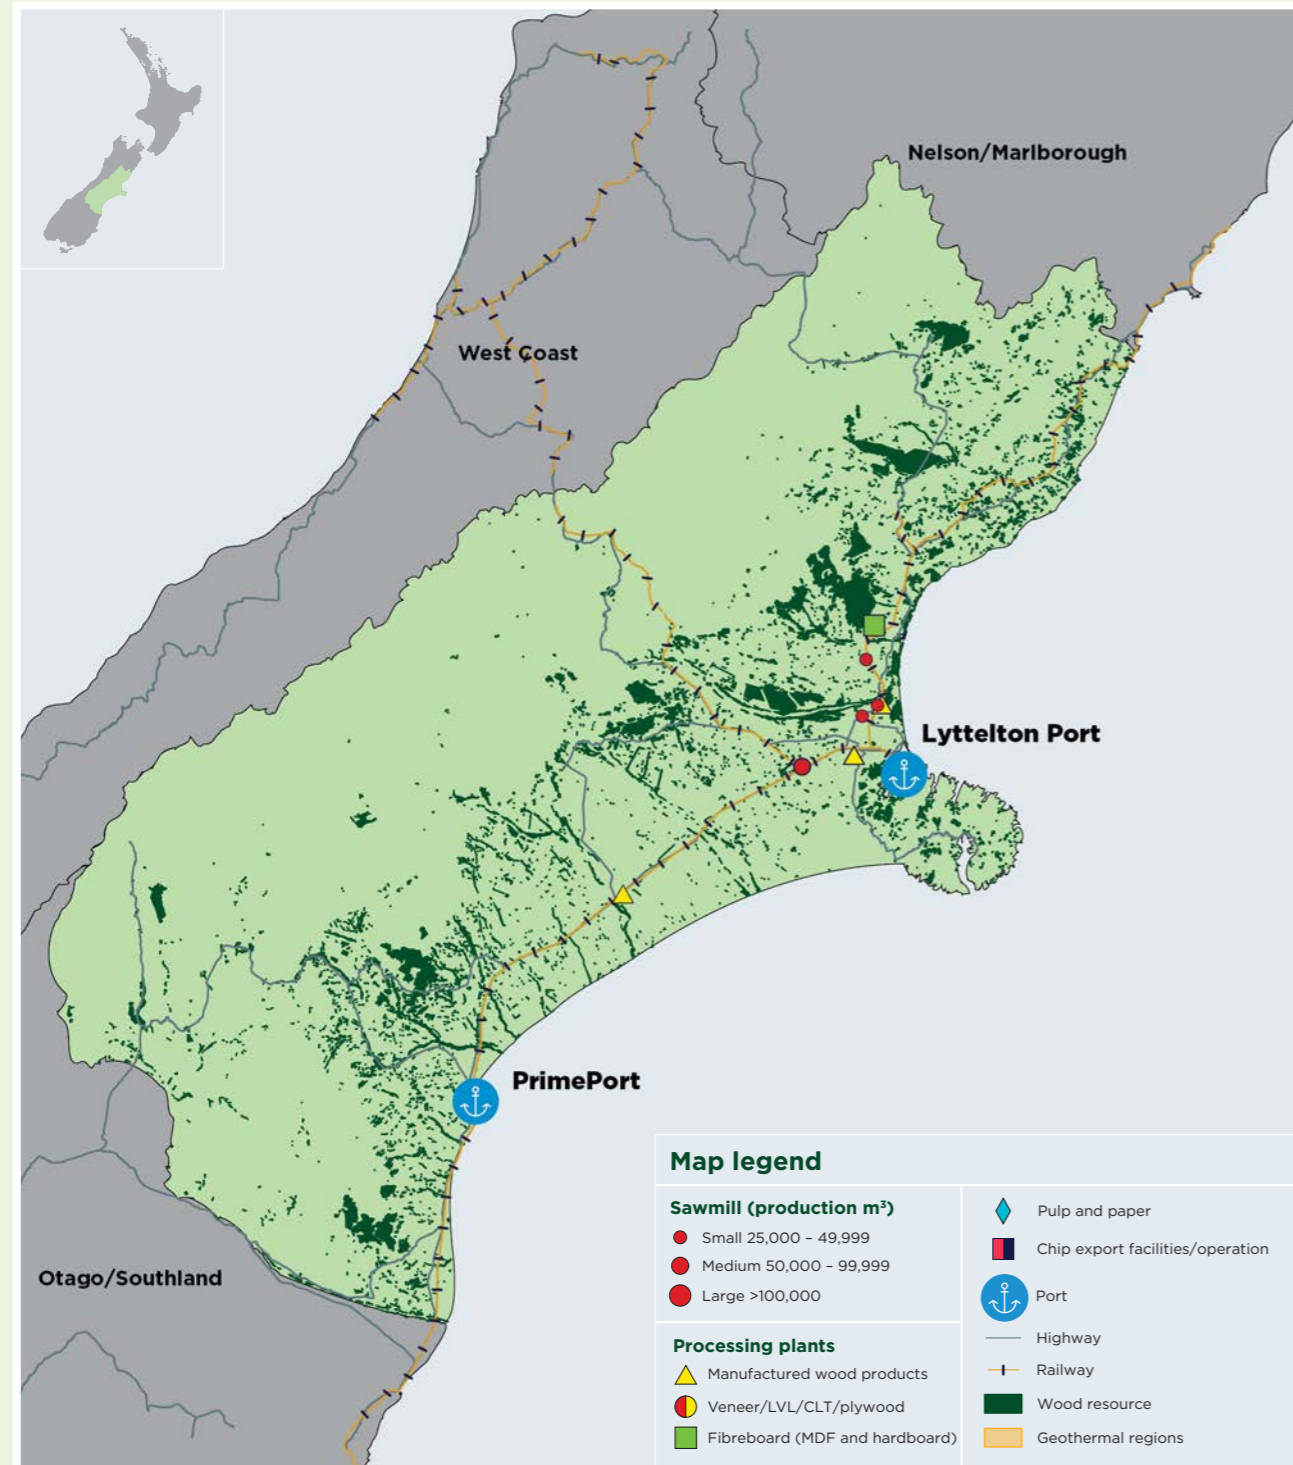 Nelson/Marlborough
West Coast
Lyttelton Port
PrimePort
Otago/Southland
Map legend
Sawmill (production m³)
Small 25,000 – 49,999
Medium 50,000 – 99,999
Large >100,000
Processing plants
Manufactured wood products
Veneer/LVL/CLT/plywood
Fibreboard (MDF and hardboard)
Pulp and paper
Chip export facilities/operation
Port
Highway
Railway
Wood resource
Geothermal regions